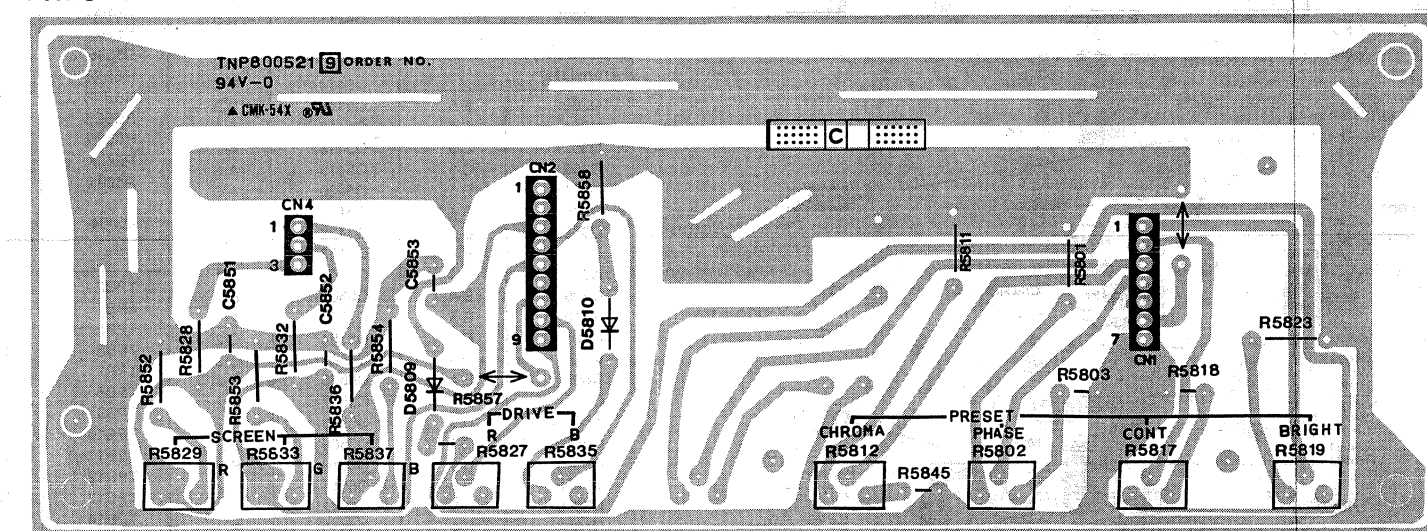 TNP800521 9 ORDER NO.
94V-0
▲ CMK-54X ®
C
CN2
1
9
R5858
CN4
1
3
C5851
C5852
C5853
D5810
R5811
R5801
1
7
CN1
R5823
R5852
R5828
R5853
R5832
R5836
R5854
D5809
R5857
R5803
R5818
DRIVE
R
B
PRESET
SCREEN
CHROMA
PHASE
CONT
BRIGHT
R5829
R
R5633
G
R5837
B
R5827
R5835
R5812
R5845
R5802
R5817
R5819